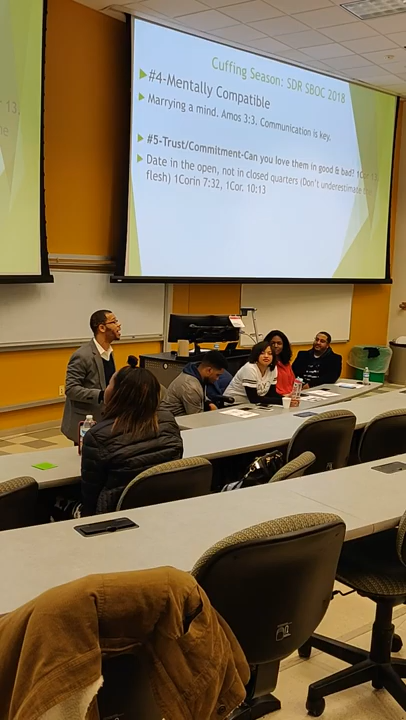 Cuffing Season: SDR SBOC 2018
#4-Mentally Compatible
Marrying a mind. Amos 3:3. Communication is key.
#5-Trust/Commitment-Can you love them in good & bad? 1Cor 13
Date in the open, not in closed quarters (Don't underestimate
flesh) 1Corin 7:32, 1Cor. 10:13